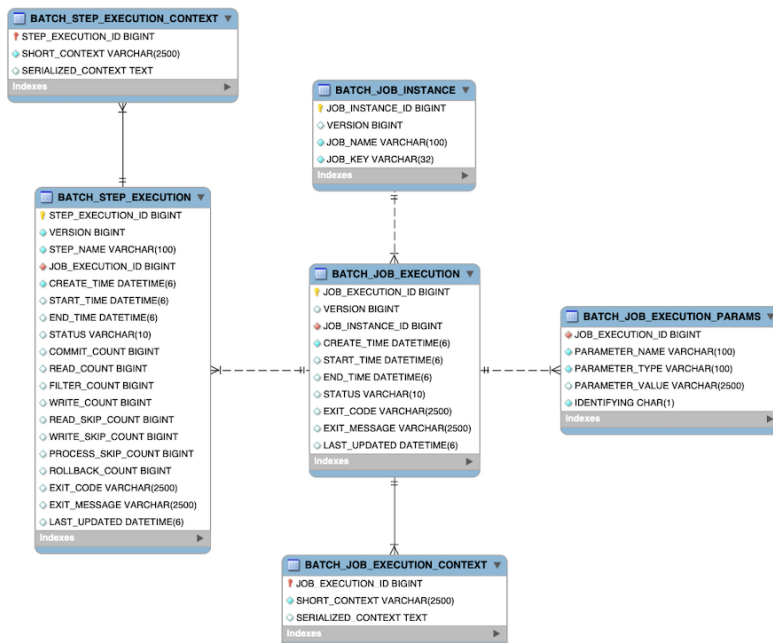 BATCH_STEP_EXECUTION_CONTEXT
STEP_EXECUTION_ID BIGINT
SHORT_CONTEXT VARCHAR(2500)
SERIALIZED_CONTEXT TEXT
Indexes
BATCH_JOB_INSTANCE
JOB_INSTANCE_ID BIGINT
VERSION BIGINT
JOB_NAME VARCHAR(100)
JOB_KEY VARCHAR(32)
Indexes
BATCH_STEP_EXECUTION
STEP_EXECUTION_ID BIGINT
VERSION BIGINT
STEP_NAME VARCHAR(100)
JOB_EXECUTION_ID BIGINT
CREATE_TIME DATETIME(6)
START_TIME DATETIME(6)
END_TIME DATETIME(6)
STATUS VARCHAR(10)
COMMIT_COUNT BIGINT
READ_COUNT BIGINT
FILTER_COUNT BIGINT
WRITE_COUNT BIGINT
READ_SKIP_COUNT BIGINT
WRITE_SKIP_COUNT BIGINT
PROCESS_SKIP_COUNT BIGINT
ROLLBACK_COUNT BIGINT
EXIT_CODE VARCHAR(2500)
EXIT_MESSAGE VARCHAR(2500)
LAST_UPDATED DATETIME(6)
Indexes
BATCH_JOB_EXECUTION
JOB_EXECUTION_ID BIGINT
VERSION BIGINT
JOB_INSTANCE_ID BIGINT
CREATE_TIME DATETIME(6)
START_TIME DATETIME(6)
END_TIME DATETIME(6)
STATUS VARCHAR(10)
EXIT_CODE VARCHAR(2500)
EXIT_MESSAGE VARCHAR(2500)
LAST_UPDATED DATETIME(6)
Indexes
BATCH_JOB_EXECUTION_PARAMS
JOB_EXECUTION_ID BIGINT
PARAMETER_NAME VARCHAR(100)
PARAMETER_TYPE VARCHAR(100)
PARAMETER_VALUE VARCHAR(2500)
IDENTIFYING CHAR(1)
Indexes
BATCH_JOB_EXECUTION_CONTEXT
JOB_EXECUTION_ID BIGINT
SHORT_CONTEXT VARCHAR(2500)
SERIALIZED_CONTEXT TEXT
Indexes